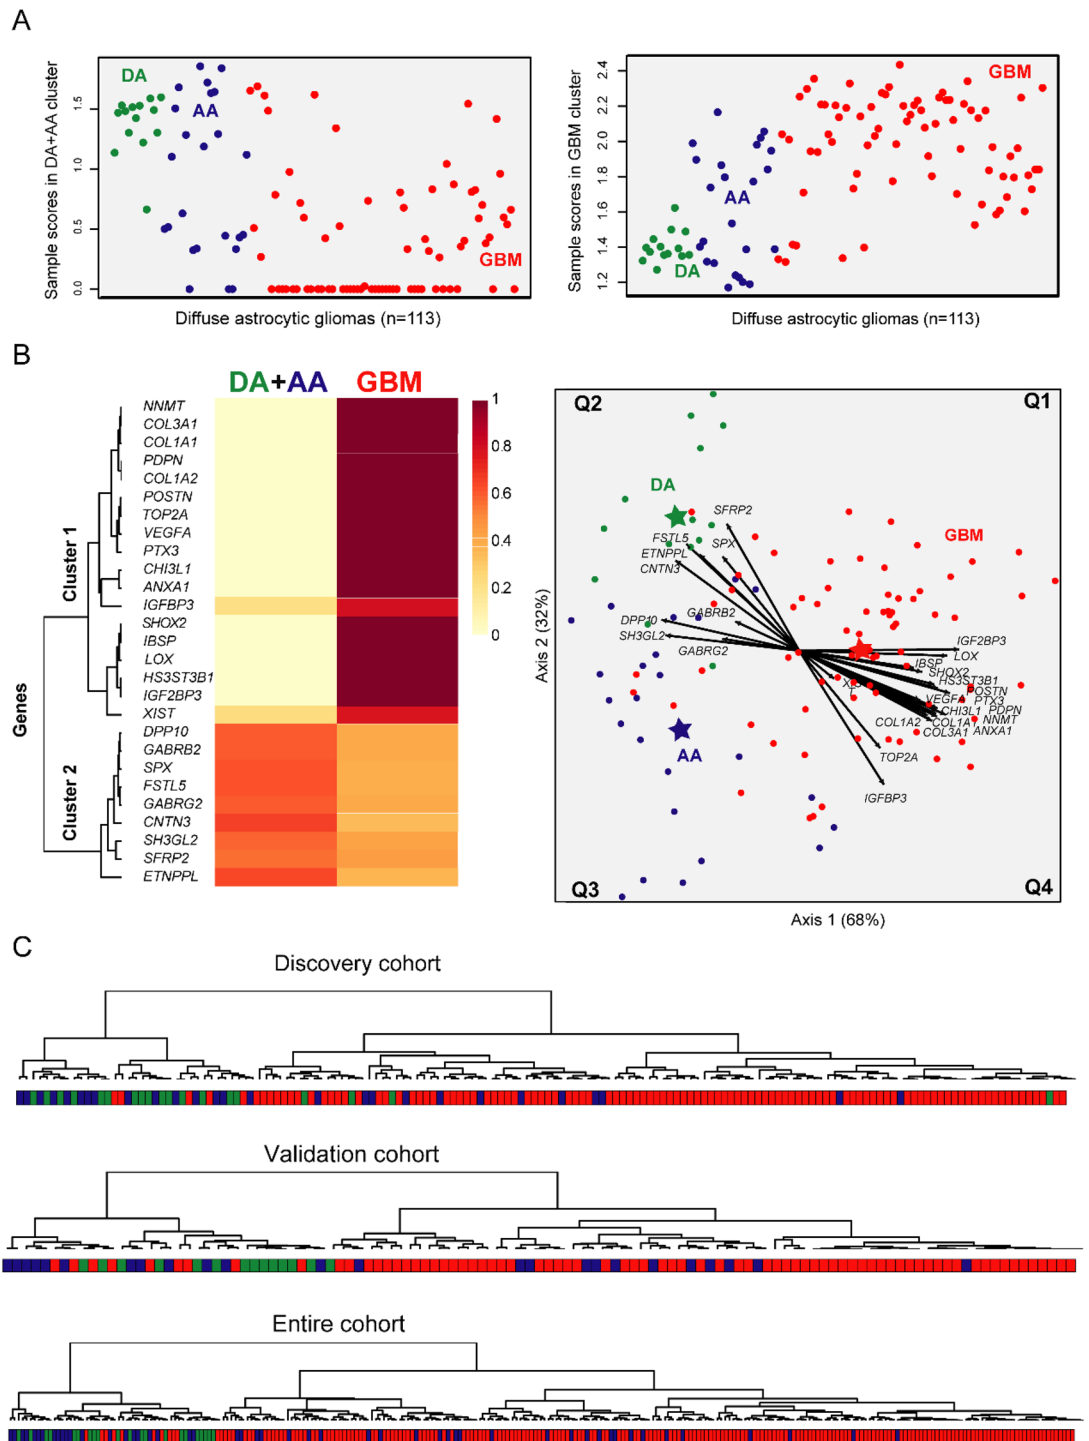 A
DA
AA
GBM
Sample scores in DA+AA cluster
1.5
1.0
0.5
0.0
Diffuse astrocytic gliomas (n=113)
GBM
AA
DA
Sample scores in GBM cluster
2.4
2.2
2.0
1.8
1.6
1.4
1.2
Diffuse astrocytic gliomas (n=113)
B
DA+AA GBM
Genes
Cluster 1
Cluster 2
NNMT
COL3A1
COL1A1
PDPN
COL1A2
POSTN
TOP2A
VEGFA
PTX3
CHI3L1
ANXA1
IGFBP3
SHOX2
IBSP
LOX
HS3ST3B1
IGF2BP3
XIST
DPP10
GABRB2
SPX
FSTL5
GABRG2
CNTN3
SH3GL2
SFRP2
ETNPPL
1
0.8
0.6
0.4
0.2
0
Q2 Q1
DA
SFRP2
GBM
FSTL5 SPX
ETNPPL
CNTN3
GABRB2
DPP10
SH3GL2
GABRG2
IGF2BP3
LOX
IBSP
SHOX2
HS3ST3B1
XIS
T
POSTN
VEGFA PTX3
CHI3L1 PDPN
COL1A2 COL1A1 NNMT
COL3A1 ANXA1
AA
TOP2A
IGFBP3
Q3 Q4
Axis 2 (32%)
Axis 1 (68%)
C
Discovery cohort
Validation cohort
Entire cohort